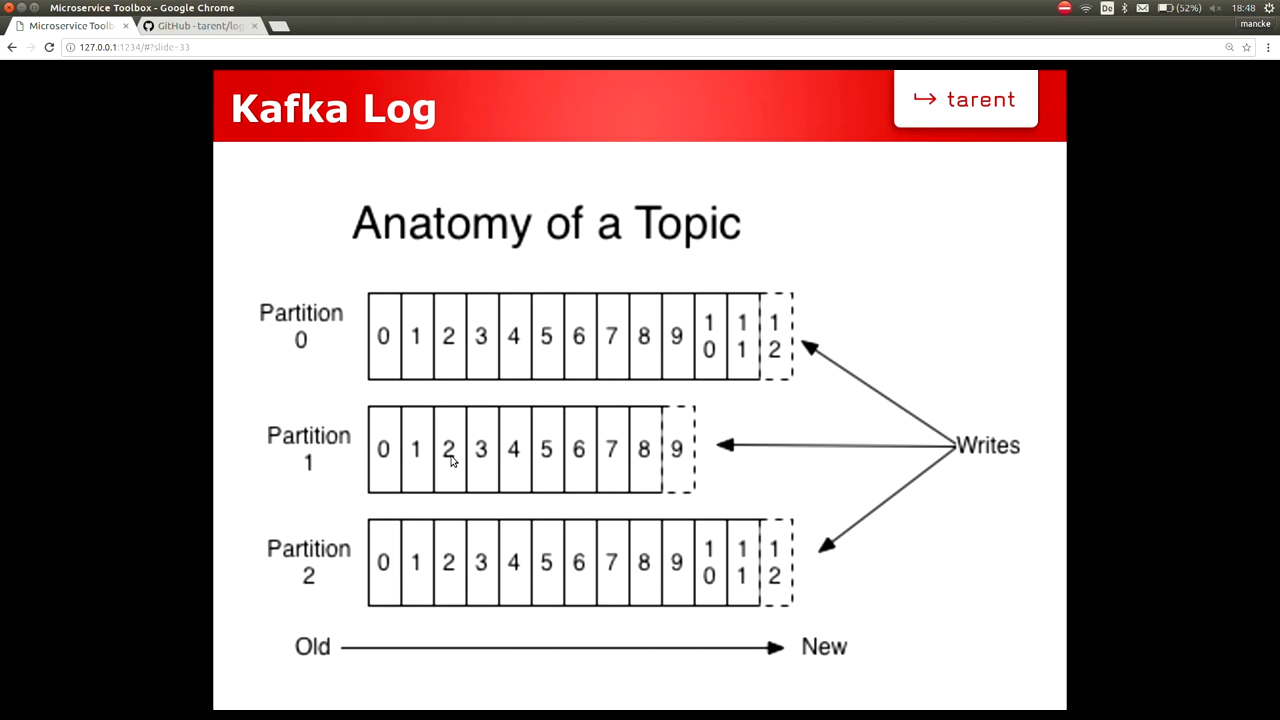 Microservice Toolbox - Google Chrome
De
(52%)
18:48
Microservice Toolb
GitHub - tarent/log
mancke
127.0.0.1:1234/#?slide=33
Kafka Log
tarent
Anatomy of a Topic
Partition
0
0 1 2 3 4 5 6 7 8 9 10 11 12
Partition
1
0 1 2 3 4 5 6 7 8 9
Writes
Partition
2
0 1 2 3 4 5 6 7 8 9 10 11 12
Old
New